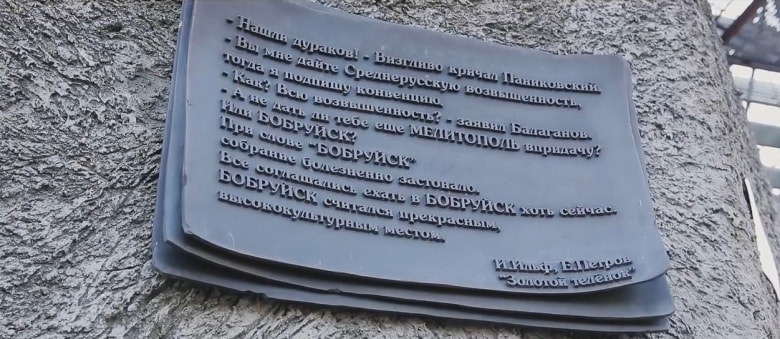 - Нашли дураков! - Визгливо кричал Паниковский.
- Вы мне дайте Среднерусскую возвышенность,
тогда я подпишу конвенцию.
- Как? Всю возвышенность? - заявил Балаганов.
- А не дать ли тебе еще МЕЛИТОПОЛЬ впридачу?
Или БОБРУЙСК?
При слове "БОБРУЙСК"
собрание болезненно застонало.
Все соглашались ехать в БОБРУЙСК хоть сейчас.
БОБРУЙСК считался прекрасным,
высококультурным местом..
И.Ильф, Е.Петров
"Золотой телёнок"